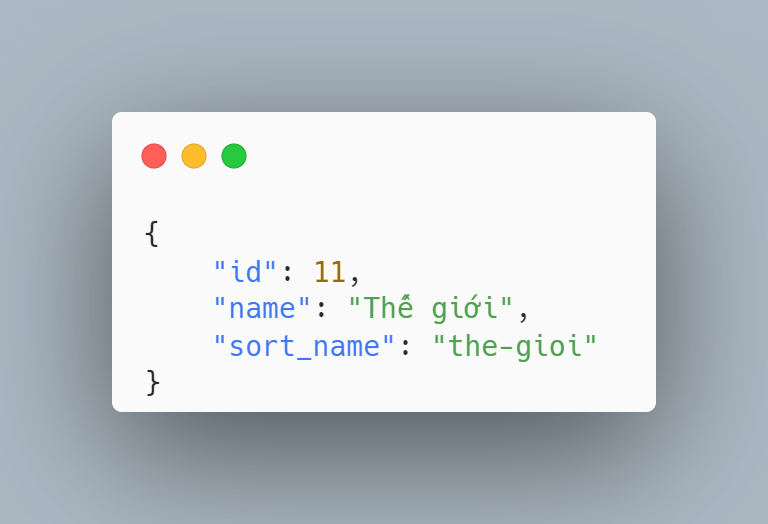 {
    "id": 11,
    "name": "Thế giới",
    "sort_name": "the-gioi"
}